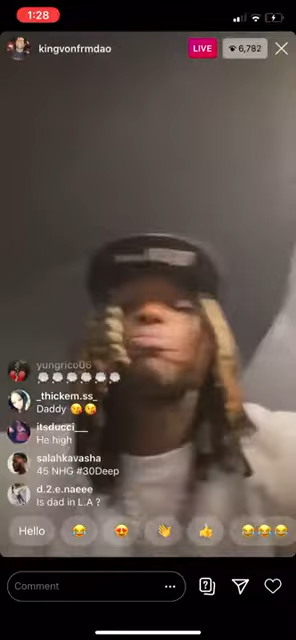 1:28
kingvonfrmdao
LIVE
6,782
yungrico06
_thickem.ss_
Daddy 😘😘
itsducci__
He high
salahkavasha
45 NHG #30Deep
d.2.e.naeee
Is dad in L.A ?
Hello
Comment